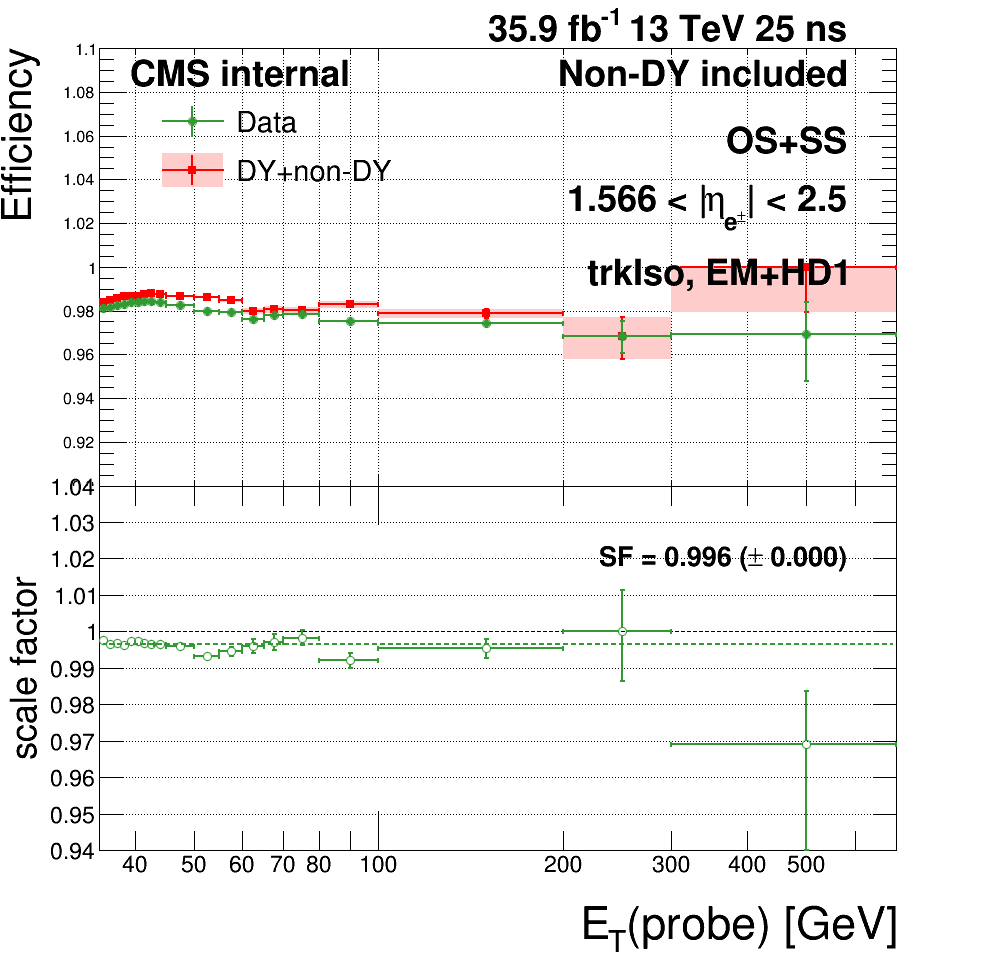 35.9 fb⁻¹ 13 TeV 25 ns
Efficiency
1.1
1.08
1.06
1.04
1.02
1
0.98
0.96
0.94
0.92
CMS internal
Data
DY+non-DY
Non-DY included
OS+SS
1.566 < |η_e±| < 2.5
trkIso, EM+HD1
scale factor
1.04
1.03
1.02
1.01
1
0.99
0.98
0.97
0.96
0.95
0.94
SF = 0.996 (± 0.000)
40 50 60 70 80 100 200 300 400 500
E_T(probe) [GeV]